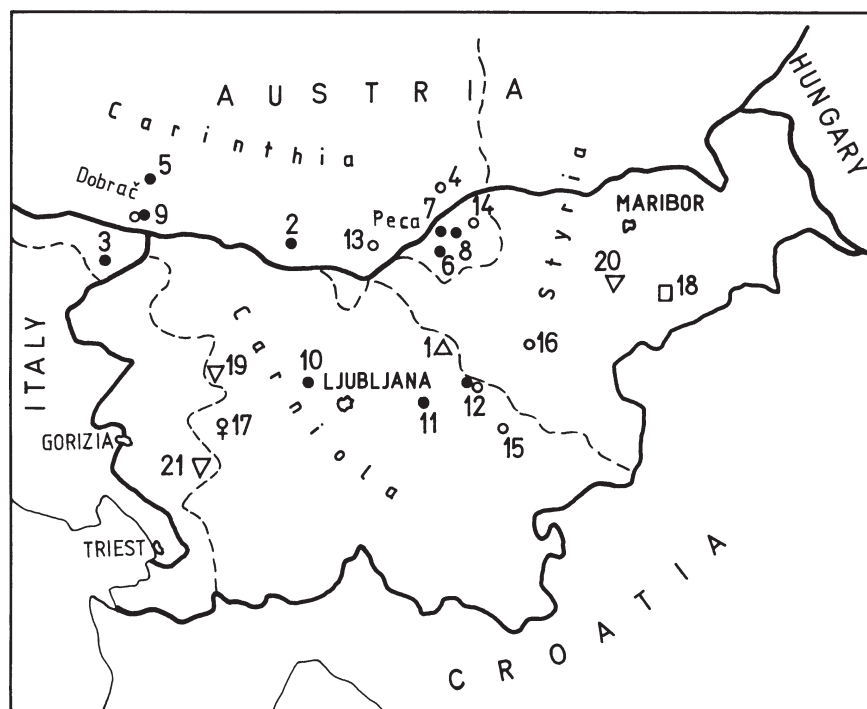 AUSTRIA
HUNGARY
Carinthia
Styria
Dobrač
5
4
9
Peca
7
14
MARIBOR
3
2
13
8
6
20
18
ITALY
Carniola
19
1
16
10
LJUBLJANA
12
11
17
15
GORIZIA
21
TRIEST
CROATIA